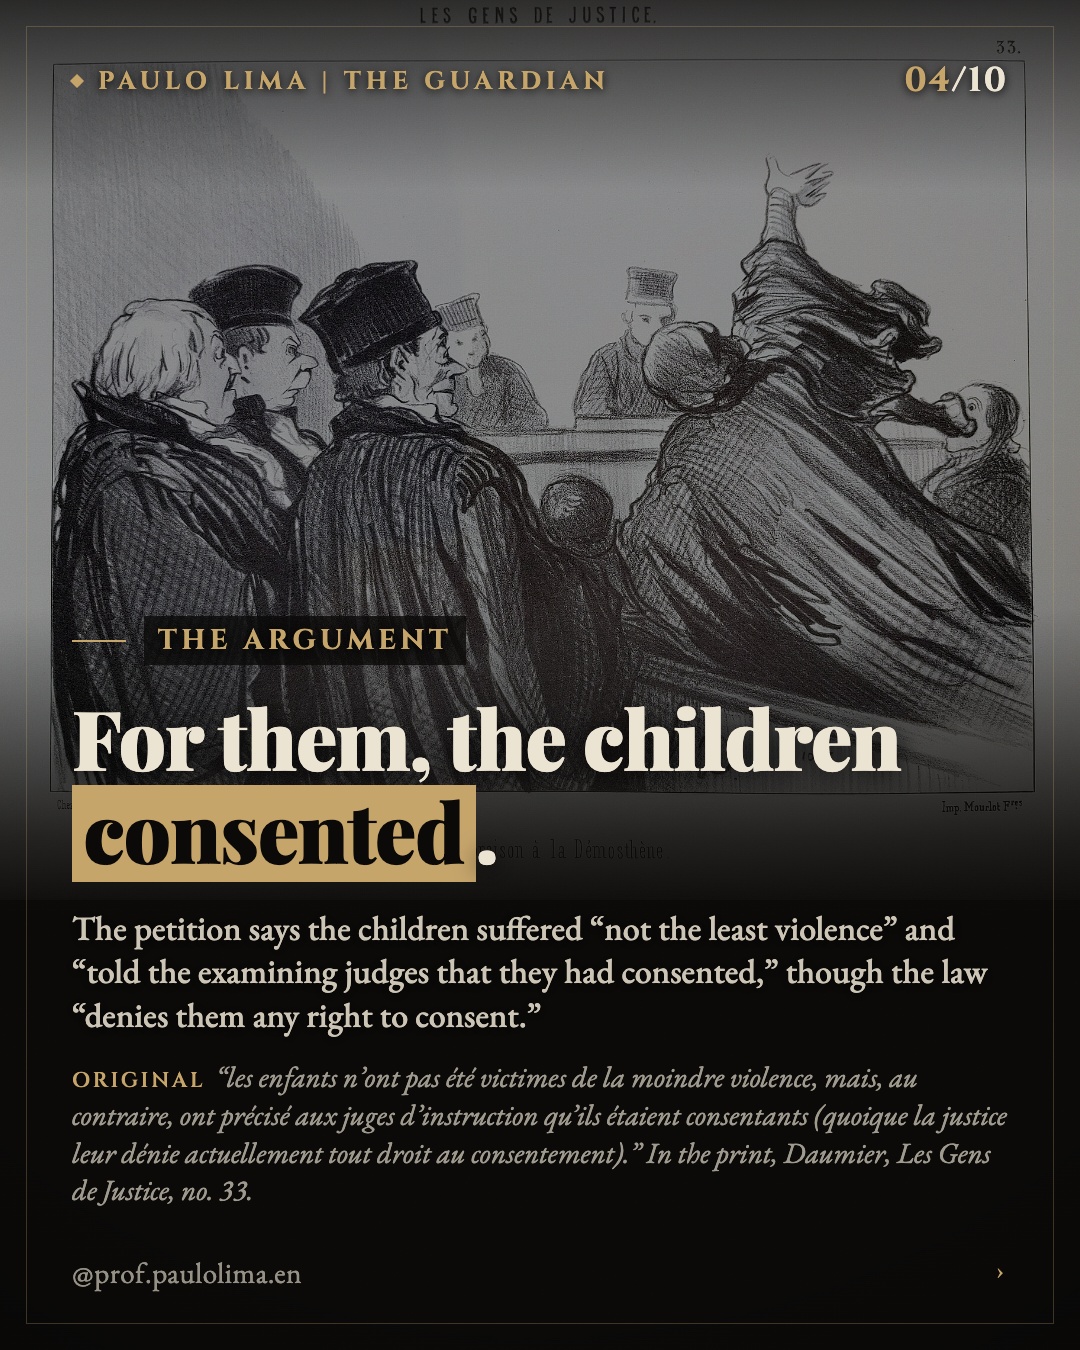 LES GENS DE JUSTICE.
33.
◆ PAULO LIMA | THE GUARDIAN
04/10
THE ARGUMENT
For them, the children
consented.
Imp. Mourlot Fres
à la Démosthène
The petition says the children suffered “not the least violence” and
“told the examining judges that they had consented,” though the law
“denies them any right to consent.”
ORIGINAL “les enfants n’ont pas été victimes de la moindre violence, mais, au
contraire, ont précisé aux juges d’instruction qu’ils étaient consentants (quoique la justice
leur dénie actuellement tout droit au consentement).” In the print, Daumier, Les Gens
de Justice, no. 33.
@prof.paulolima.en
›